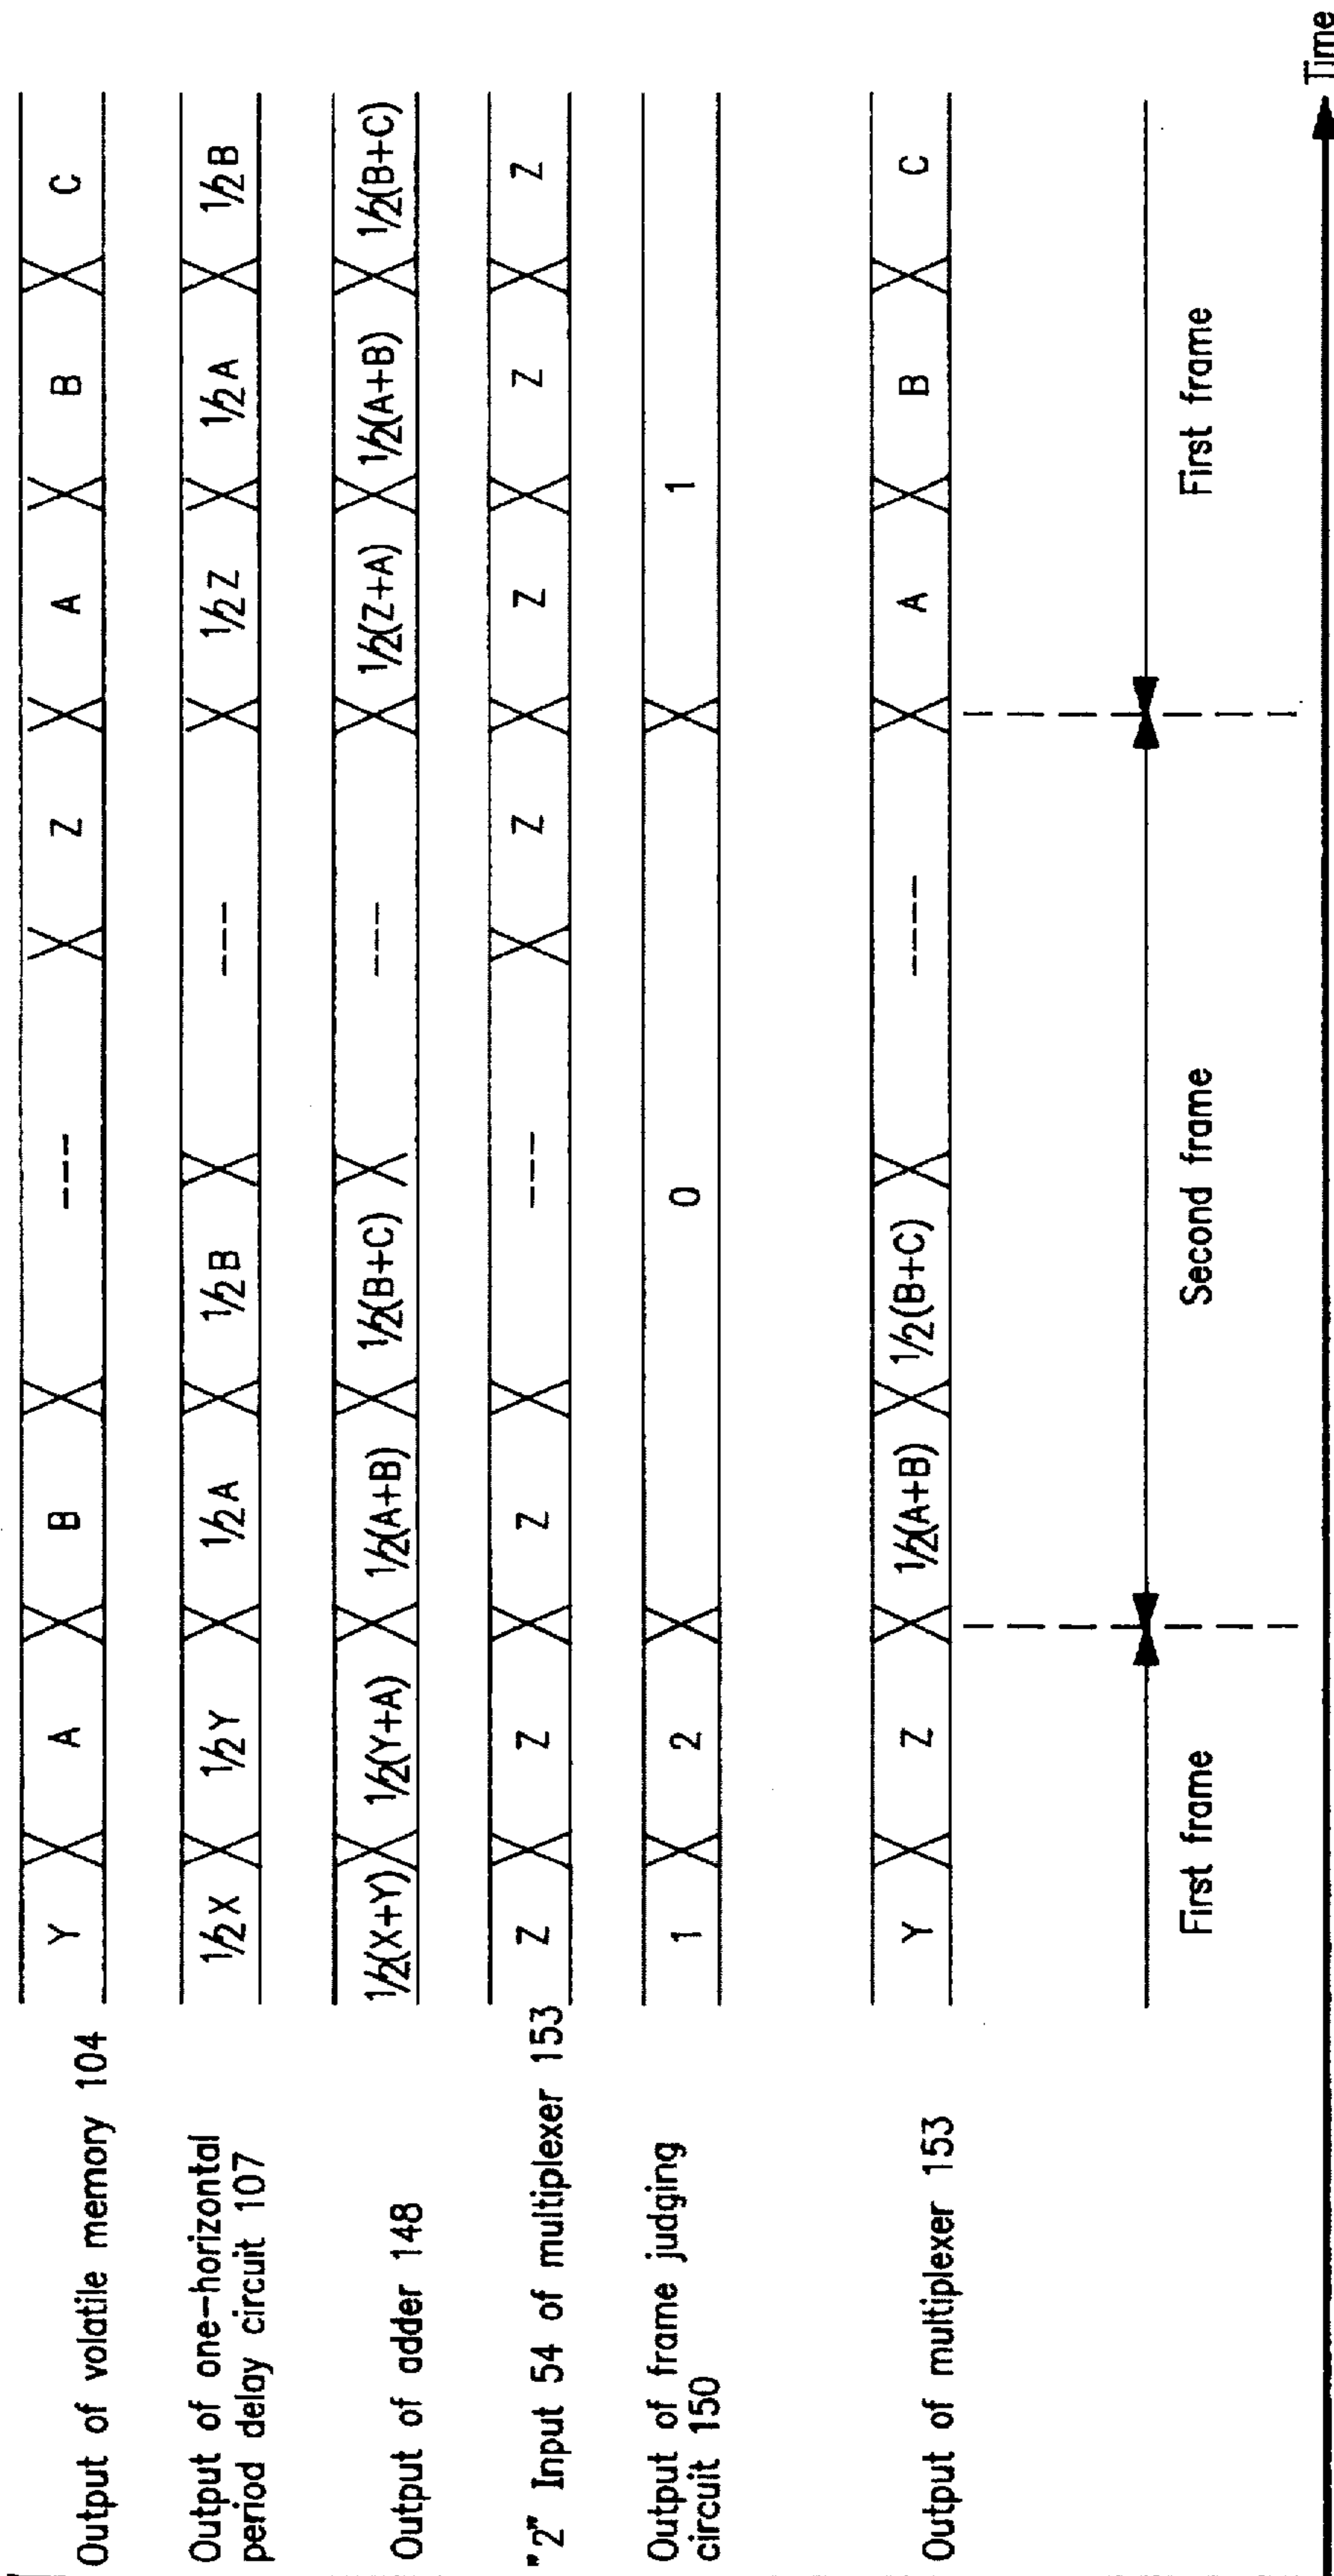 Output of volatile memory 104 Y A B --- Z A B C
Output of one-horizontal
period delay circuit 107 1/2X 1/2Y 1/2A 1/2B --- 1/2Z 1/2A 1/2B
Output of adder 148 1/2(X+Y) 1/2(Y+A) 1/2(A+B) 1/2(B+C) --- 1/2(Z+A) 1/2(A+B) 1/2(B+C)
"2" Input 54 of multiplexer 153 Z Z Z --- Z Z Z Z
Output of frame judging
circuit 150 1 2 0 1
Output of multiplexer 153 Y Z 1/2(A+B) 1/2(B+C) ---- A B C
First frame Second frame First frame
Time